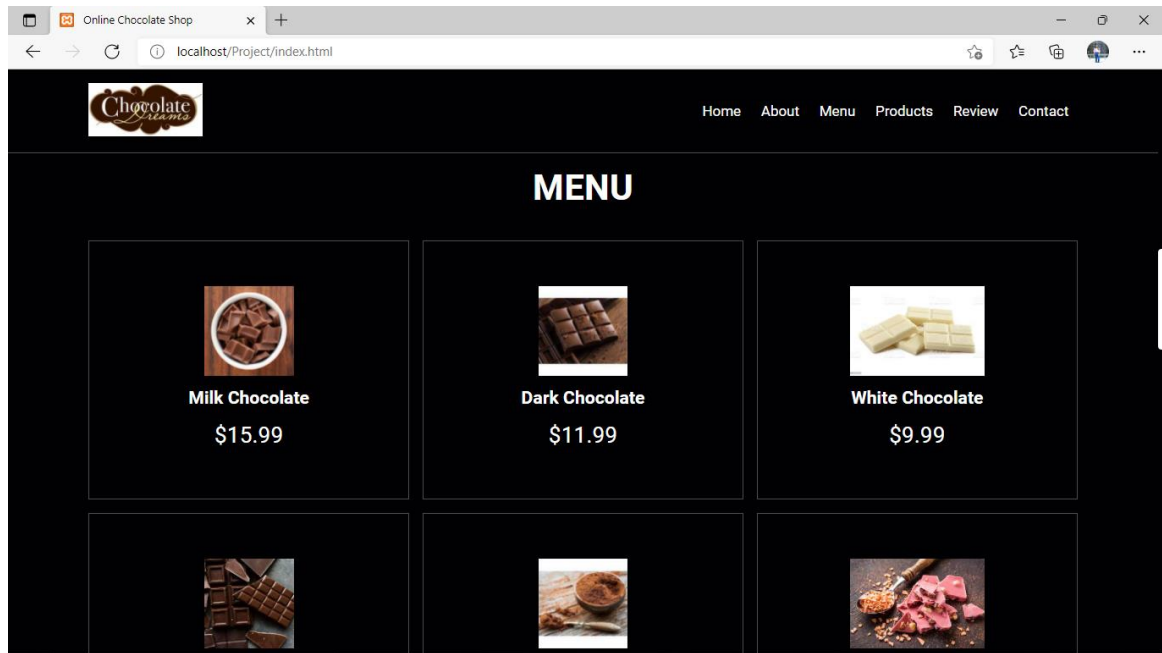 Online Chocolate Shop
localhost/Project/index.html
Chocolate
Dreams
Home About Menu Products Review Contact
MENU
Milk Chocolate
Dark Chocolate
White Chocolate
$15.99
$11.99
$9.99